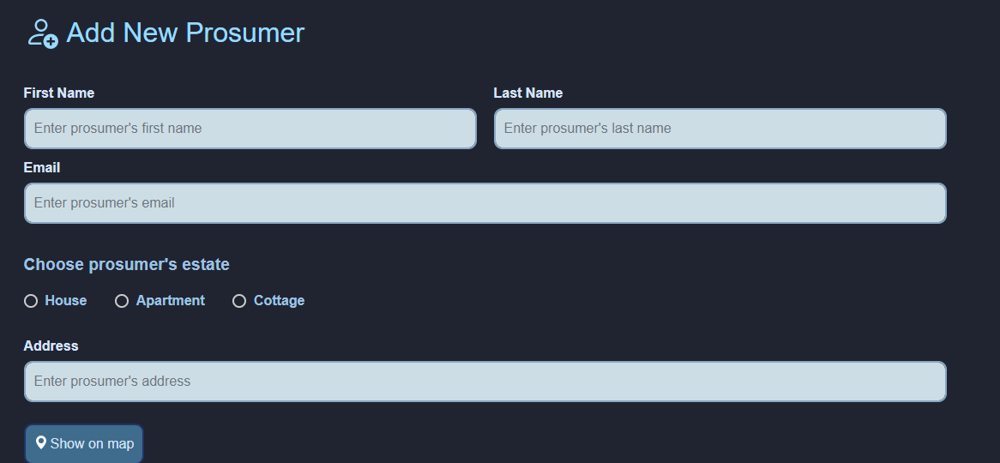 Add New Prosumer
First Name
Last Name
Enter prosumer's first name
Enter prosumer's last name
Email
Enter prosumer's email
Choose prosumer's estate
House
Apartment
Cottage
Address
Enter prosumer's address
Show on map